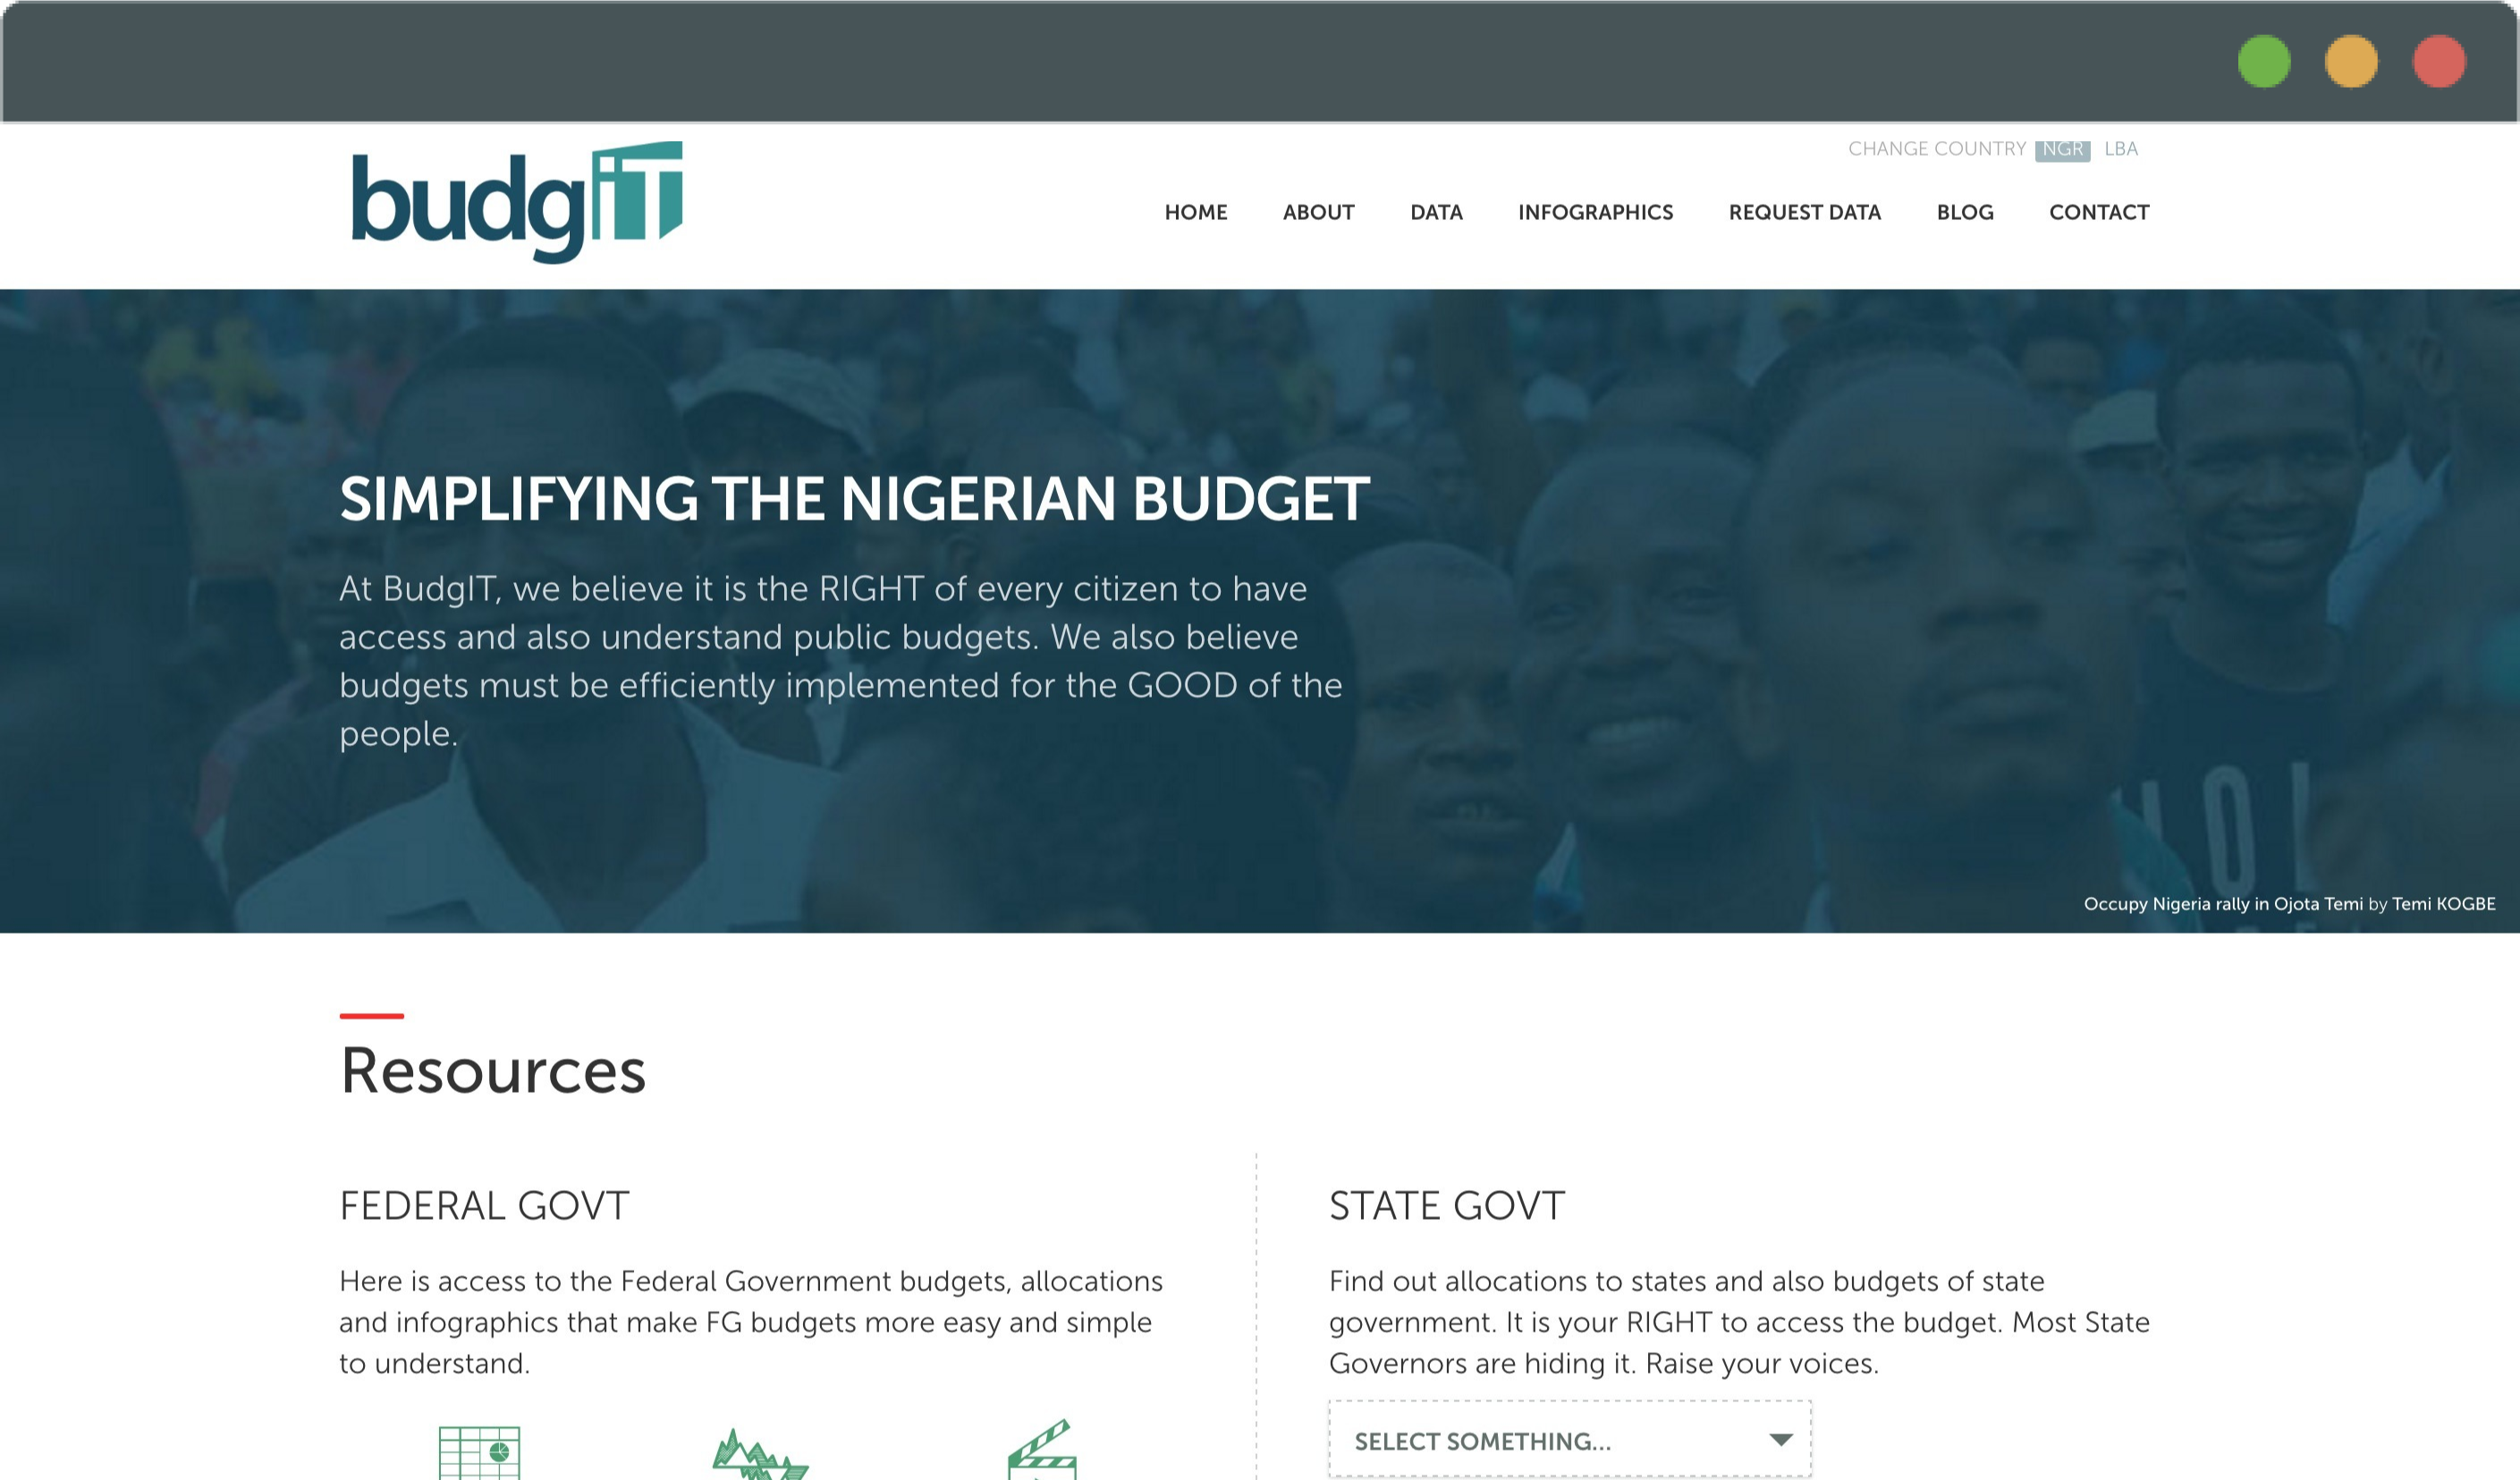 budgIT
CHANGE COUNTRY NGR LBA
HOME ABOUT DATA INFOGRAPHICS REQUEST DATA BLOG CONTACT
SIMPLIFYING THE NIGERIAN BUDGET
At BudgIT, we believe it is the RIGHT of every citizen to have
access and also understand public budgets. We also believe
budgets must be efficiently implemented for the GOOD of the
people.
Occupy Nigeria rally in Ojota Temi by Temi KOGBE
Resources
FEDERAL GOVT
Here is access to the Federal Government budgets, allocations
and infographics that make FG budgets more easy and simple
to understand.
STATE GOVT
Find out allocations to states and also budgets of state
government. It is your RIGHT to access the budget. Most State
Governors are hiding it. Raise your voices.
SELECT SOMETHING...